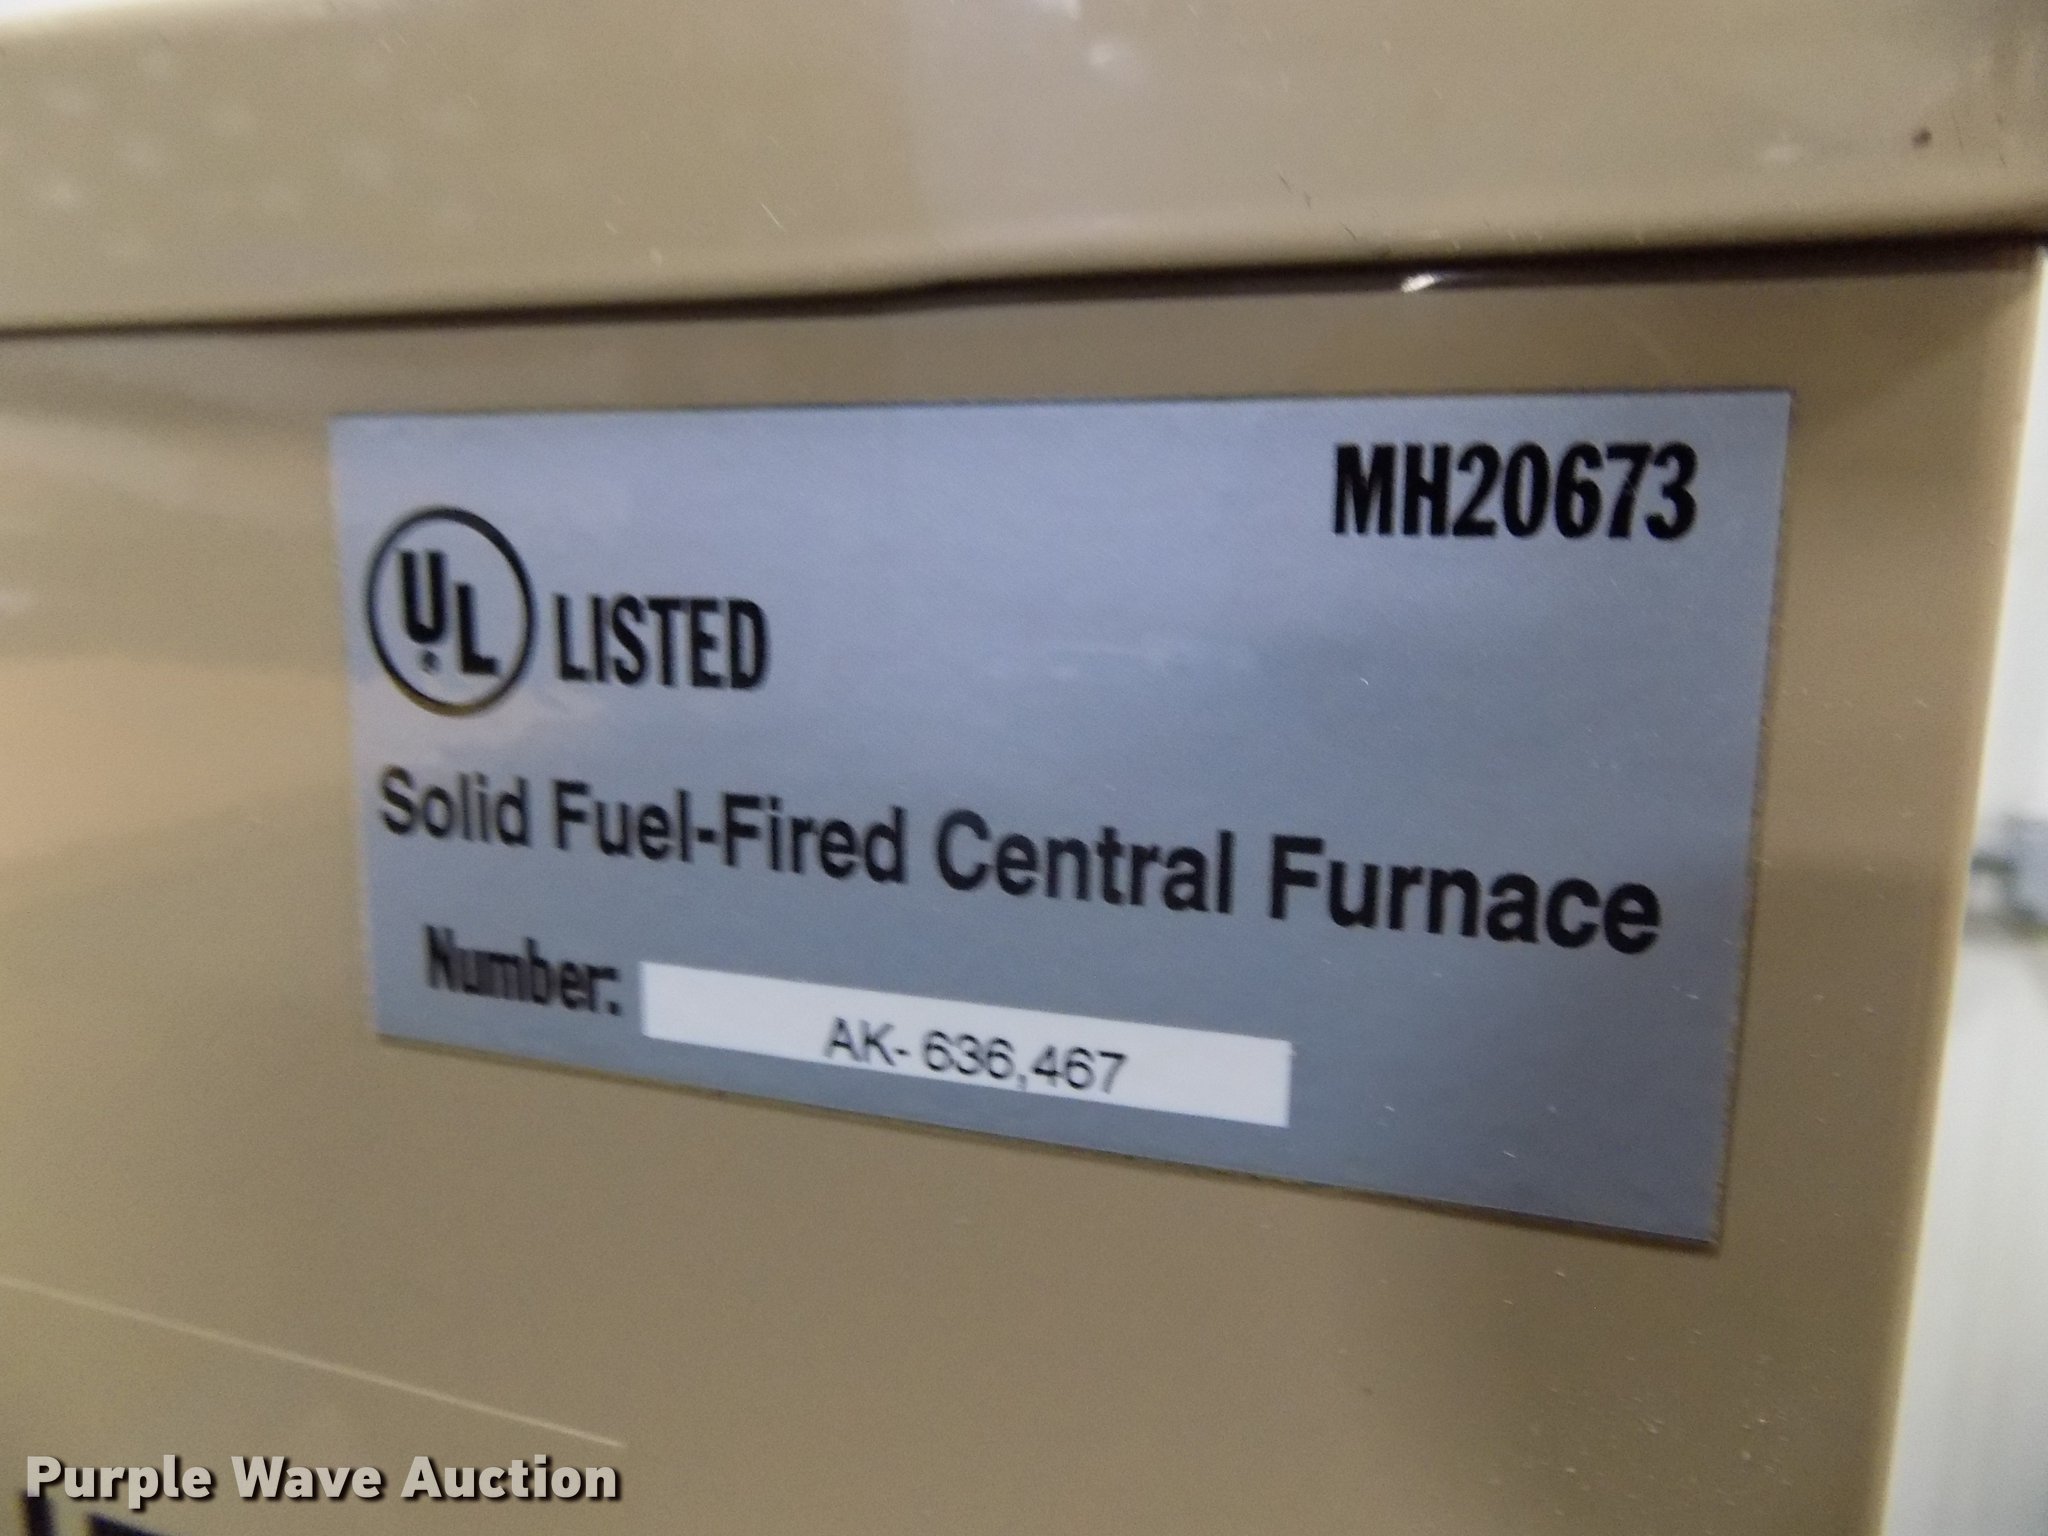 MH20673
UL® LISTED
Solid Fuel-Fired Central Furnace
Number: AK- 636,467
Purple Wave Auction